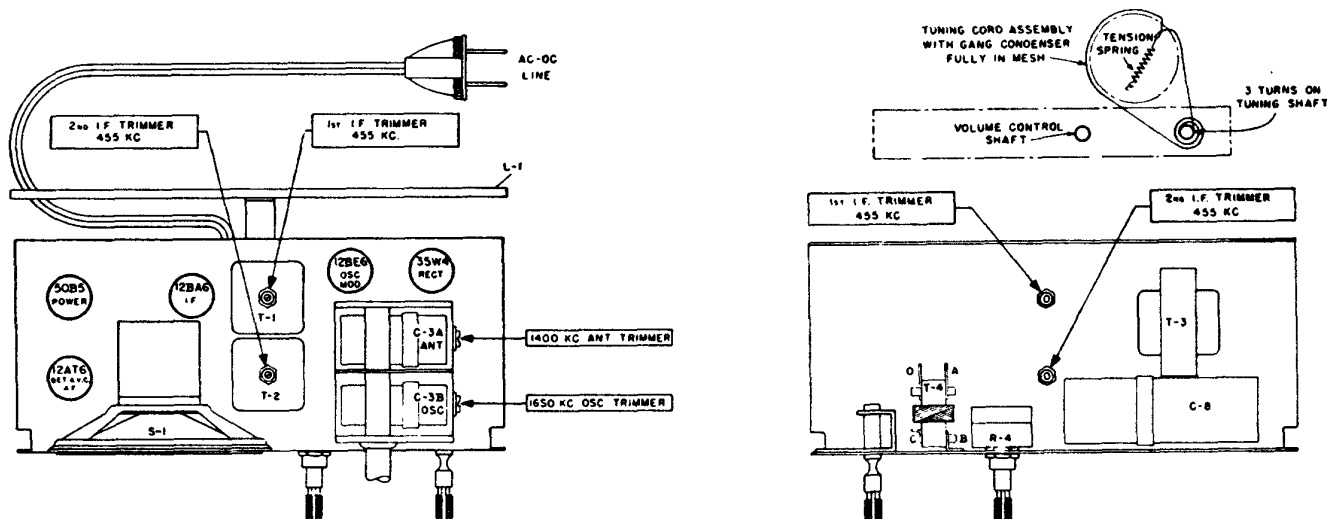 AC-DC
LINE
2ND I.F. TRIMMER
455 KC
1ST I.F. TRIMMER
455 KC.
L-1
50B5
POWER
12BA6
I F
12BE6
OSC
MOD
35W4
RECT
T-1
T-2
12AT6
DET A.V.C.
A F
S-1
C-3A
ANT
C-3B
OSC
1400 KC ANT TRIMMER
1650 KC OSC TRIMMER
TUNING CORD ASSEMBLY
WITH GANG CONDENSER
FULLY IN MESH
TENSION
SPRING
3 TURNS ON
TUNING SHAFT
VOLUME CONTROL
SHAFT
1ST I.F. TRIMMER
455 KC
2ND I.F. TRIMMER
455 KC
T-3
O A
T-4
C B
R-4
C-8